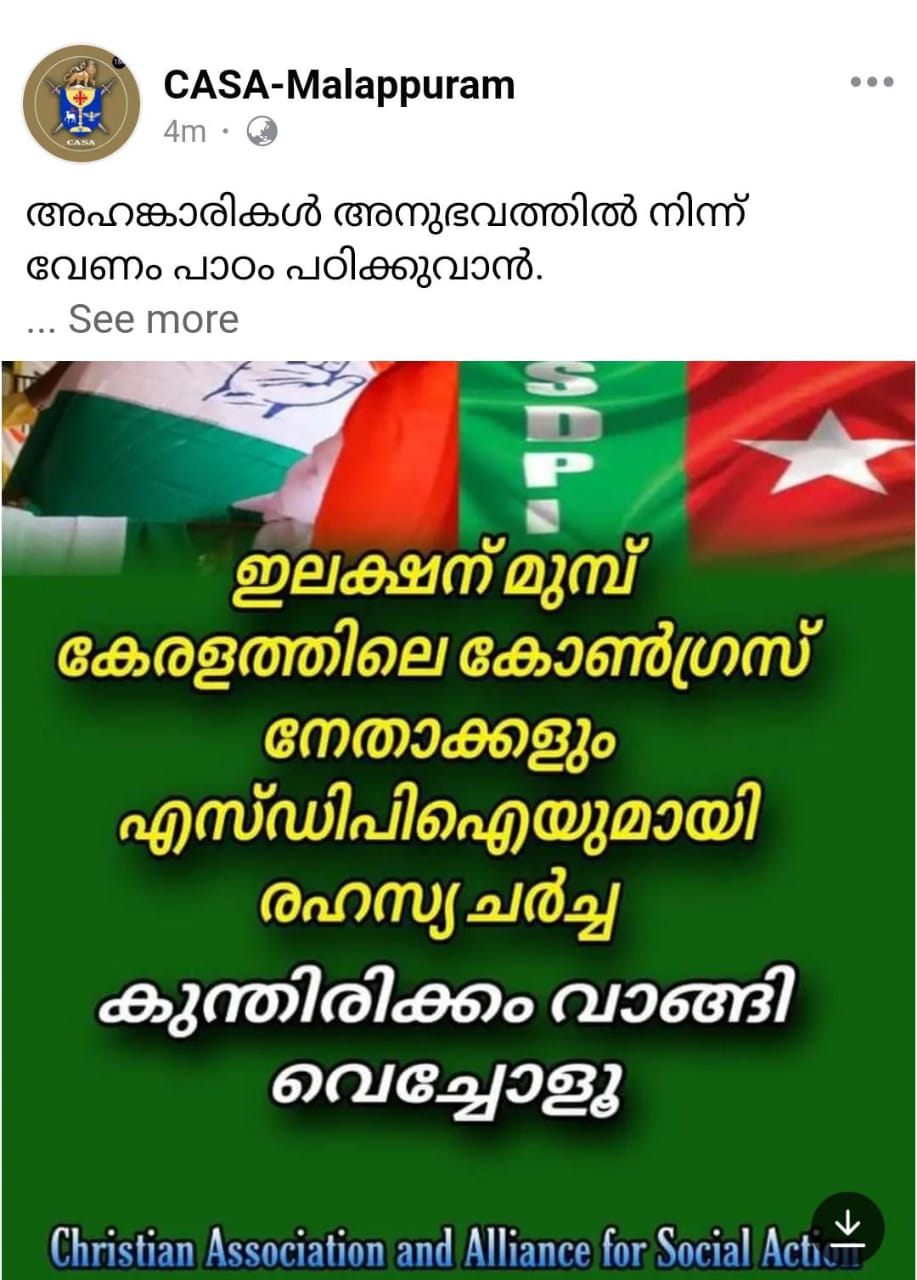 CASA-Malappuram
4m
CASA
അഹങ്കാരികൾ അനുഭവത്തിൽ നിന്ന്
വേണം പാഠം പഠിക്കുവാൻ.
... See more
SDPI
ഇലക്ഷന് മുമ്പ്
കേരളത്തിലെ കോൺഗ്രസ്
നേതാക്കളും
എസ്ഡിപിഐയുമായി
രഹസ്യ ചർച്ച
കുന്തിരിക്കം വാങ്ങി
വെച്ചോളൂ
Christian Association and Alliance for Social Action